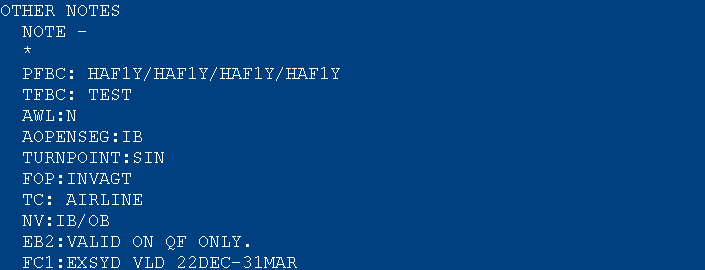 OTHER NOTES
NOTE -
*
PFBC: HAF1Y/HAF1Y/HAF1Y/HAF1Y
TFBC: TEST
AWL:N
AOPENSEG:IB
TURNPOINT:SIN
FOP:INVAGT
TC: AIRLINE
NV:IB/OB
EB2:VALID ON QF ONLY.
FC1:EXSYD VLD 22DEC-31MAR